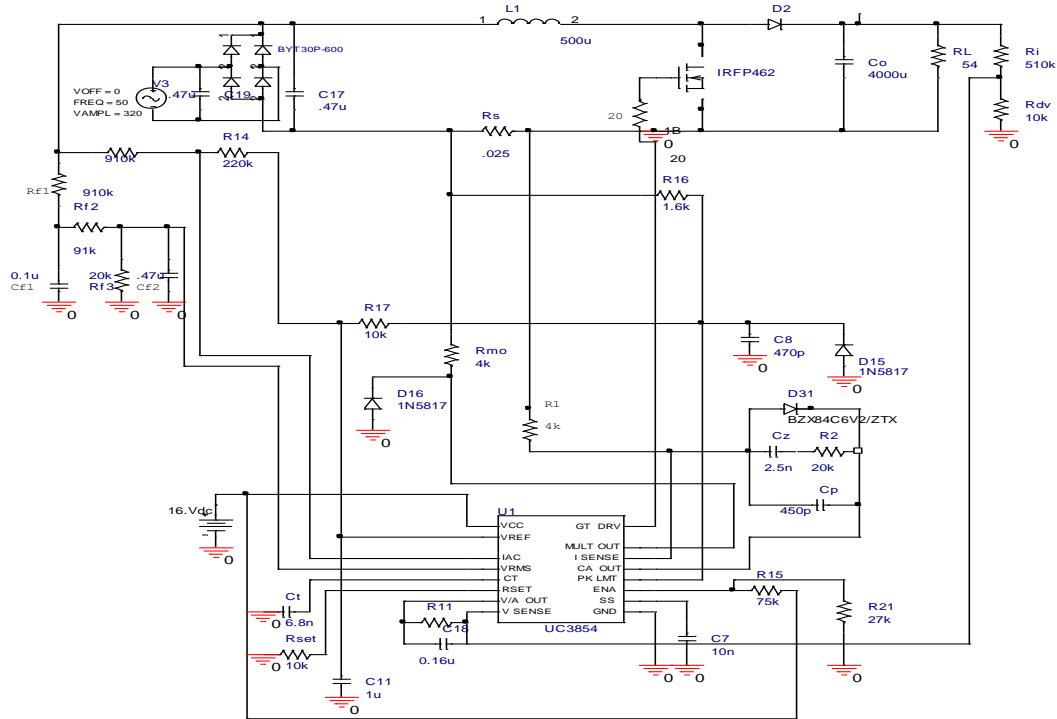 L1
D2
1
2
500u
BYT30P-600
IRFP462
Co
4000u
RL
54
Ri
510k
V3
.47u
C19
C17
.47u
VOFF = 0
FREQ = 50
VAMPL = 320
20
Rs
.025
1B
0
20
Rdv
10k
0
R14
910k
220k
Rf1
910k
R16
1.6k
Rf2
91k
0.1u
Cf1
20k
Rf3
.47u
Cf2
0
0
0
R17
10k
C8
470p
0
Rmo
4k
D15
1N5817
0
D16
1N5817
0
R1
4k
D31
BZX84C6V2/ZTX
Cz
R2
2.5n
20k
Cp
450p
16.Vdc
0
U1
VCC
GT DRV
VREF
MULT OUT
IAC
I SENSE
VRMS
CA OUT
CT
PK LMT
RSET
ENA
V/A OUT
SS
V SENSE
GND
UC3854
Ct
6.8n
0
Rset
10k
0
R11
C18
0.16u
R15
75k
R21
27k
0
C7
10n
0
0
C11
1u
0